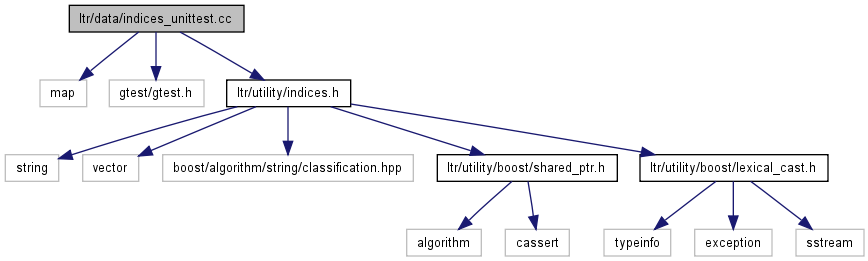 ltr/data/indices_unittest.cc
map
gtest/gtest.h
ltr/utility/indices.h
string
vector
boost/algorithm/string/classification.hpp
ltr/utility/boost/shared_ptr.h
ltr/utility/boost/lexical_cast.h
algorithm
cassert
typeinfo
exception
sstream